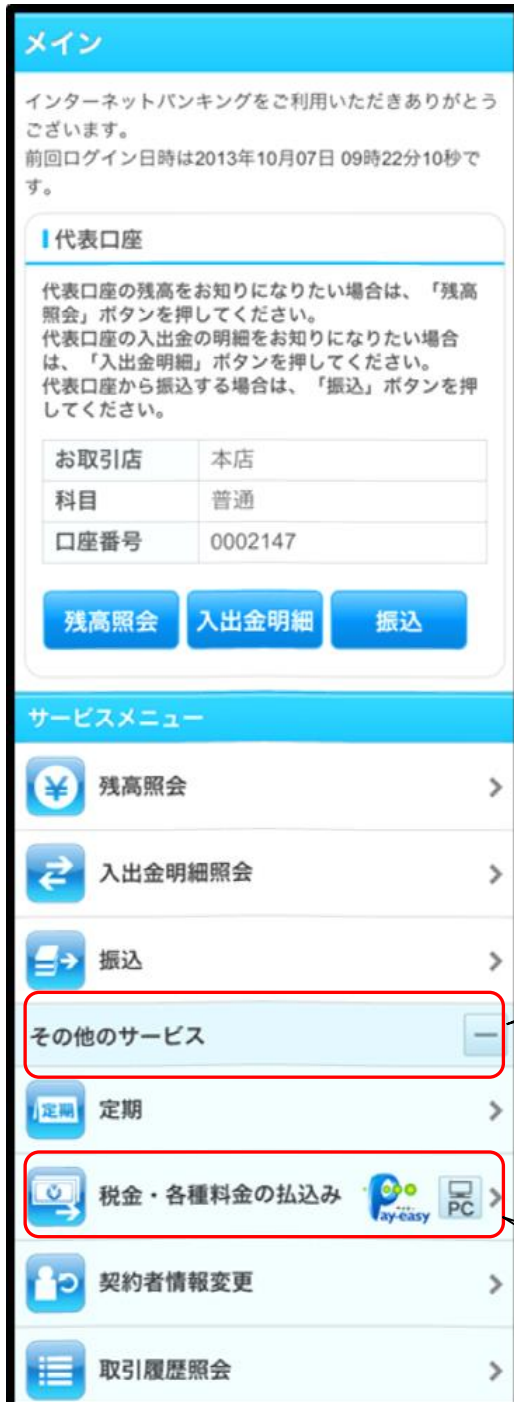 メイン
インターネットバンキングをご利用いただきありがとう
ございます。
前回ログイン日時は2013年10月07日 09時22分10秒で
す。
代表口座
代表口座の残高をお知りになりたい場合は、「残高
照会」ボタンを押してください。
代表口座の入出金の明細をお知りになりたい場合
は、「入出金明細」ボタンを押してください。
代表口座から振込する場合は、「振込」ボタンを押
してください。
お取引店 本店
科目 普通
口座番号 0002147
残高照会 入出金明細 振込
サービスメニュー
¥ 残高照会
入出金明細照会
振込
その他のサービス
定期 定期
税金・各種料金の払込み Pay-easy PC
契約者情報変更
取引履歴照会